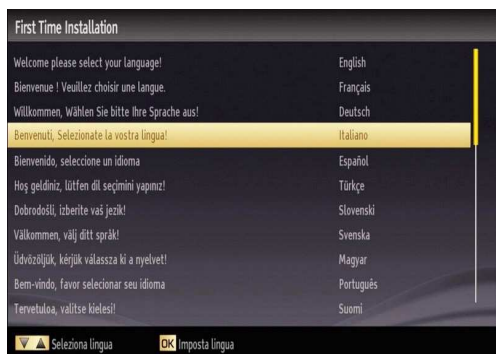 First Time Installation
Welcome please select your language! English
Bienvenue ! Veuillez choisir une langue. Français
Willkommen, Wählen Sie bitte Ihre Sprache aus! Deutsch
Benvenuti, Selezionate la vostra lingua! Italiano
Bienvenido, seleccione un idioma Español
Hoş geldiniz, lütfen dil seçimini yapınız! Türkçe
Dobrodošli, izberite vaš jezik! Slovenski
Välkommen, välj ditt språk! Svenska
Üdvözöljük, kérjük válassza ki a nyelvet! Magyar
Bem-vindo, favor selecionar seu idioma Português
Tervetuloa, valitse kielesi! Suomi
Seleziona lingua OK Imposta lingua